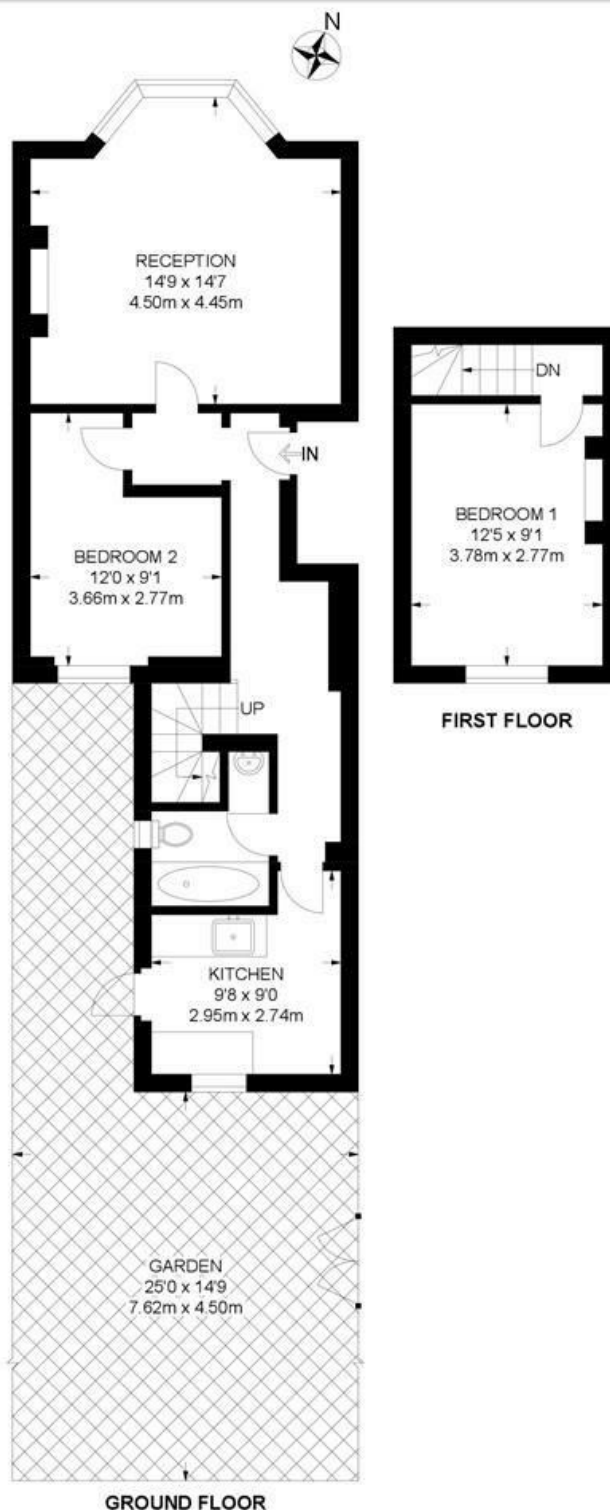 N
RECEPTION
14'9 x 14'7
4.50m x 4.45m
IN
BEDROOM 2
12'0 x 9'1
3.66m x 2.77m
DN
BEDROOM 1
12'5 x 9'1
3.78m x 2.77m
FIRST FLOOR
UP
KITCHEN
9'8 x 9'0
2.95m x 2.74m
GARDEN
25'0 x 14'9
7.62m x 4.50m
GROUND FLOOR